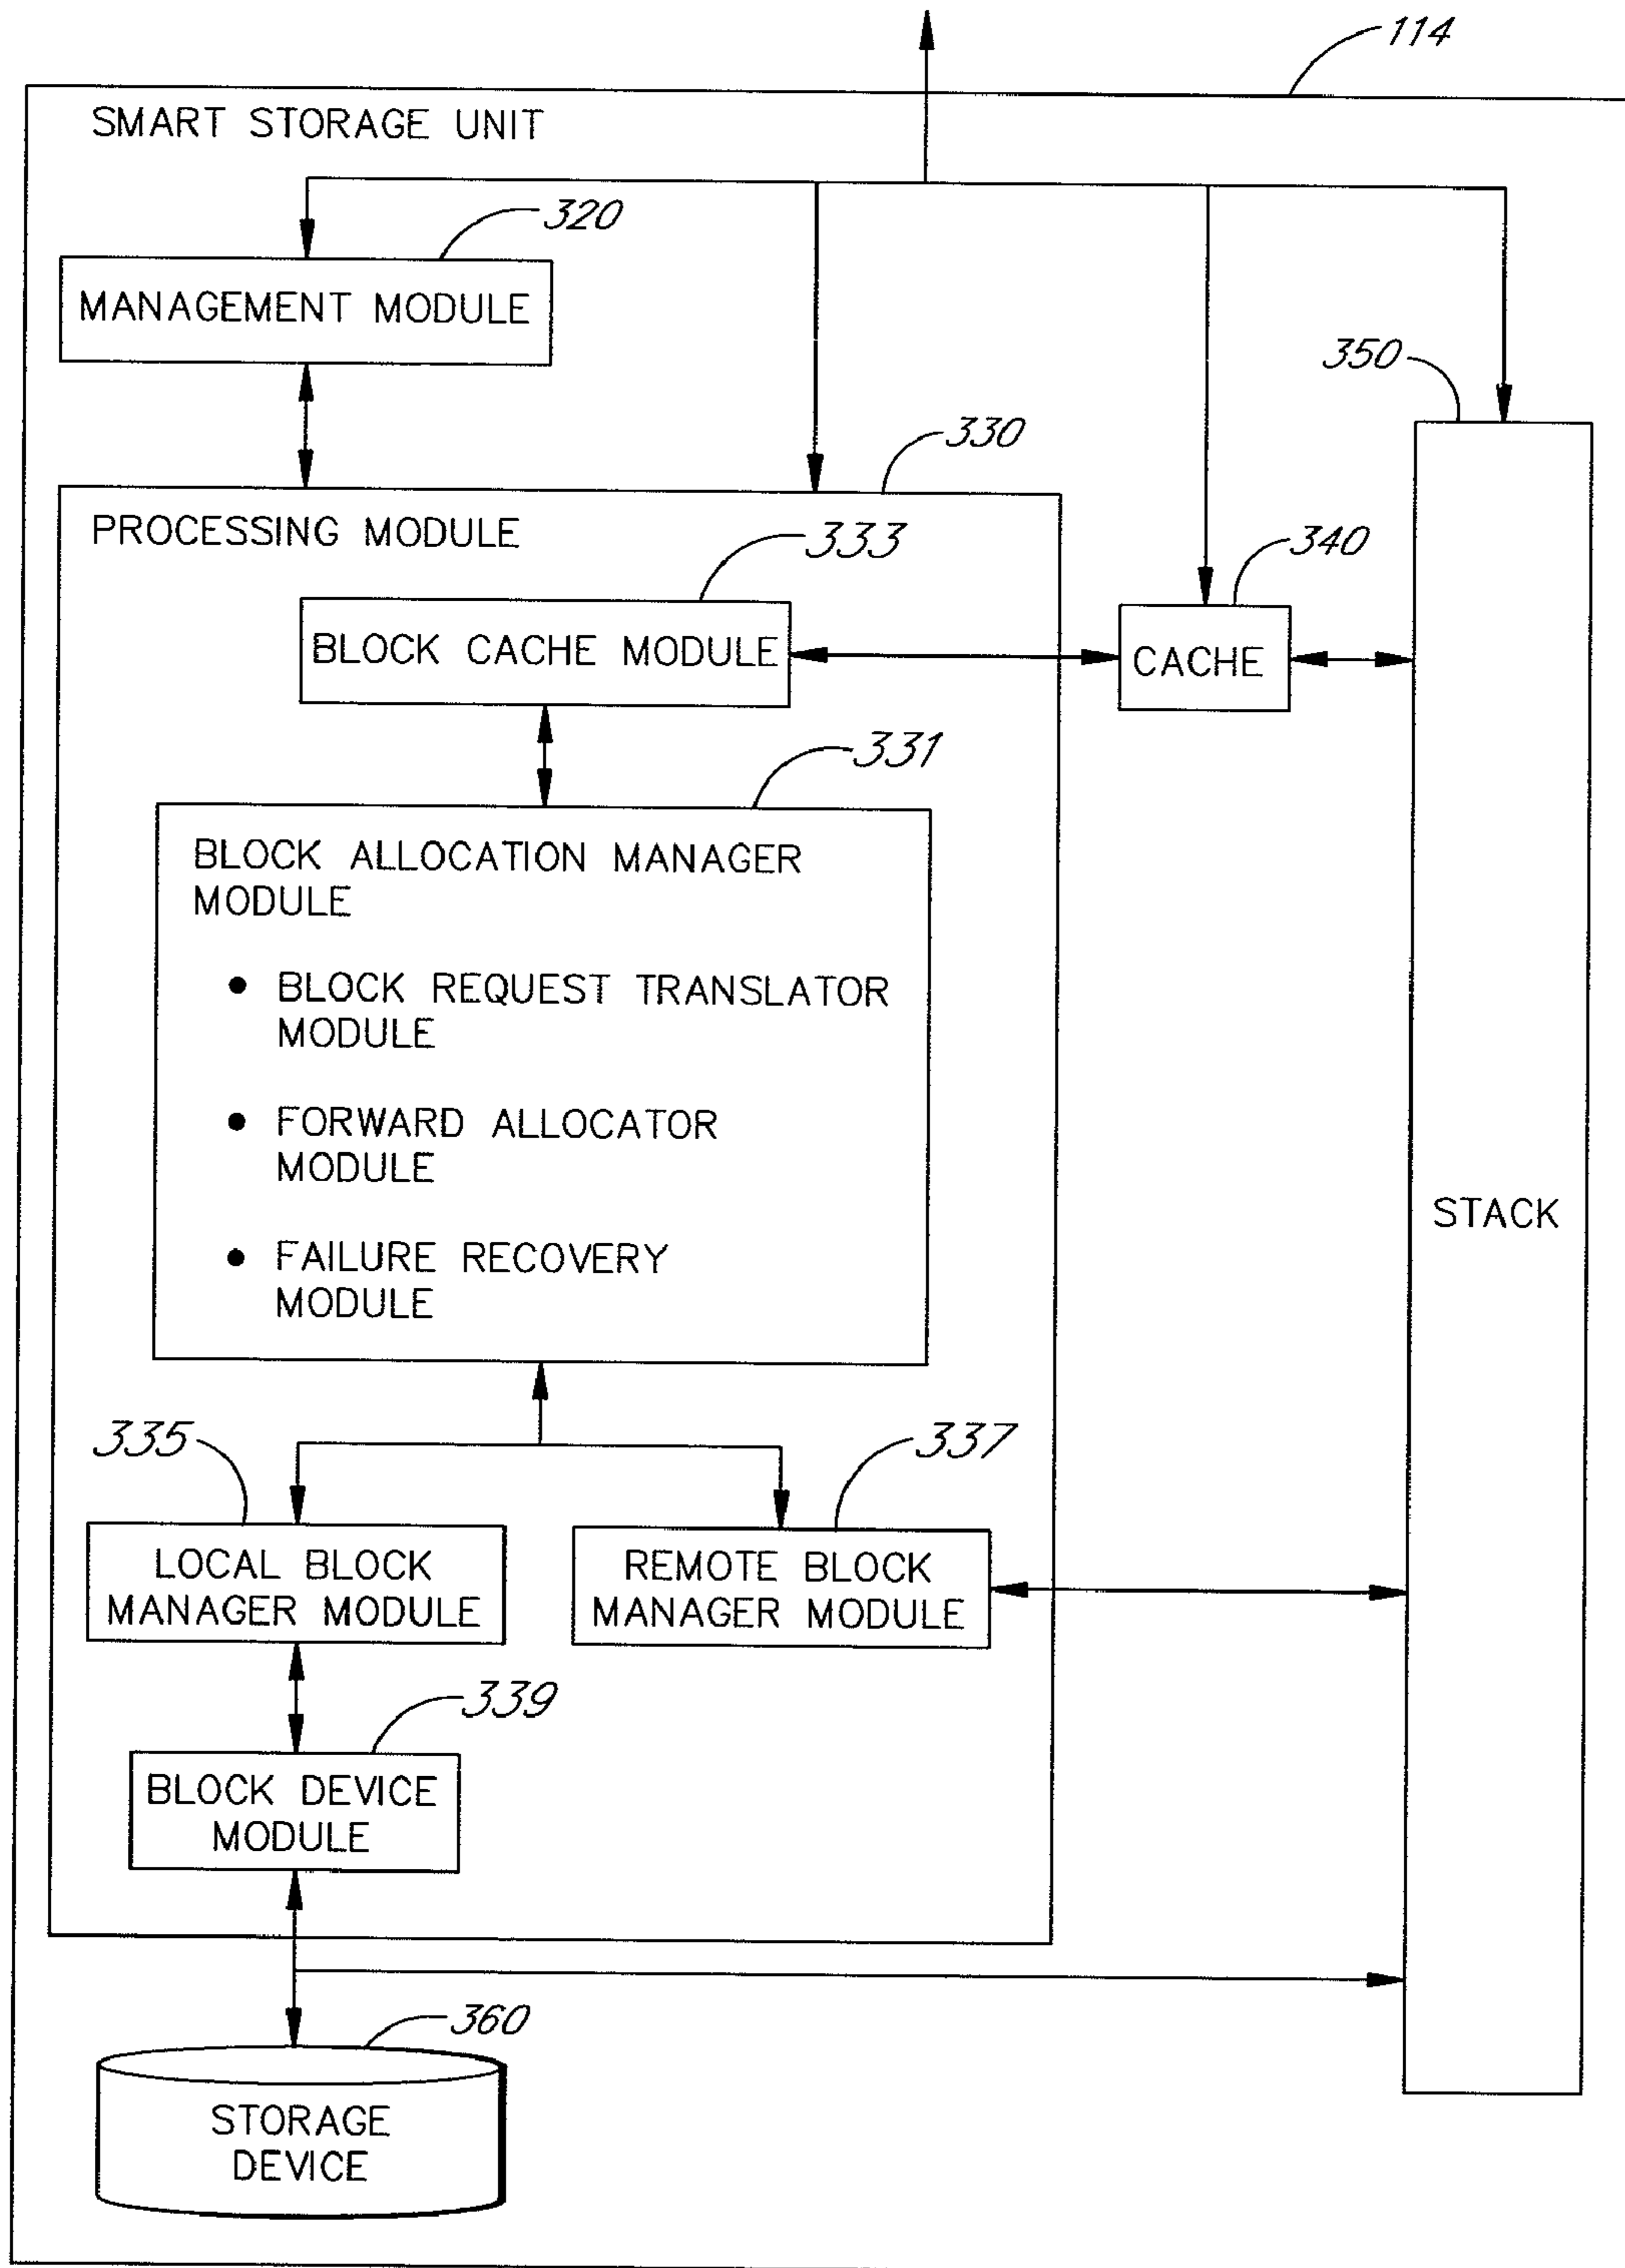 114
SMART STORAGE UNIT
320
MANAGEMENT MODULE
350
330
PROCESSING MODULE
333
340
BLOCK CACHE MODULE
CACHE
331
BLOCK ALLOCATION MANAGER
MODULE
• BLOCK REQUEST TRANSLATOR
MODULE
• FORWARD ALLOCATOR
MODULE
STACK
• FAILURE RECOVERY
MODULE
335
337
LOCAL BLOCK
MANAGER MODULE
REMOTE BLOCK
MANAGER MODULE
339
BLOCK DEVICE
MODULE
360
STORAGE
DEVICE